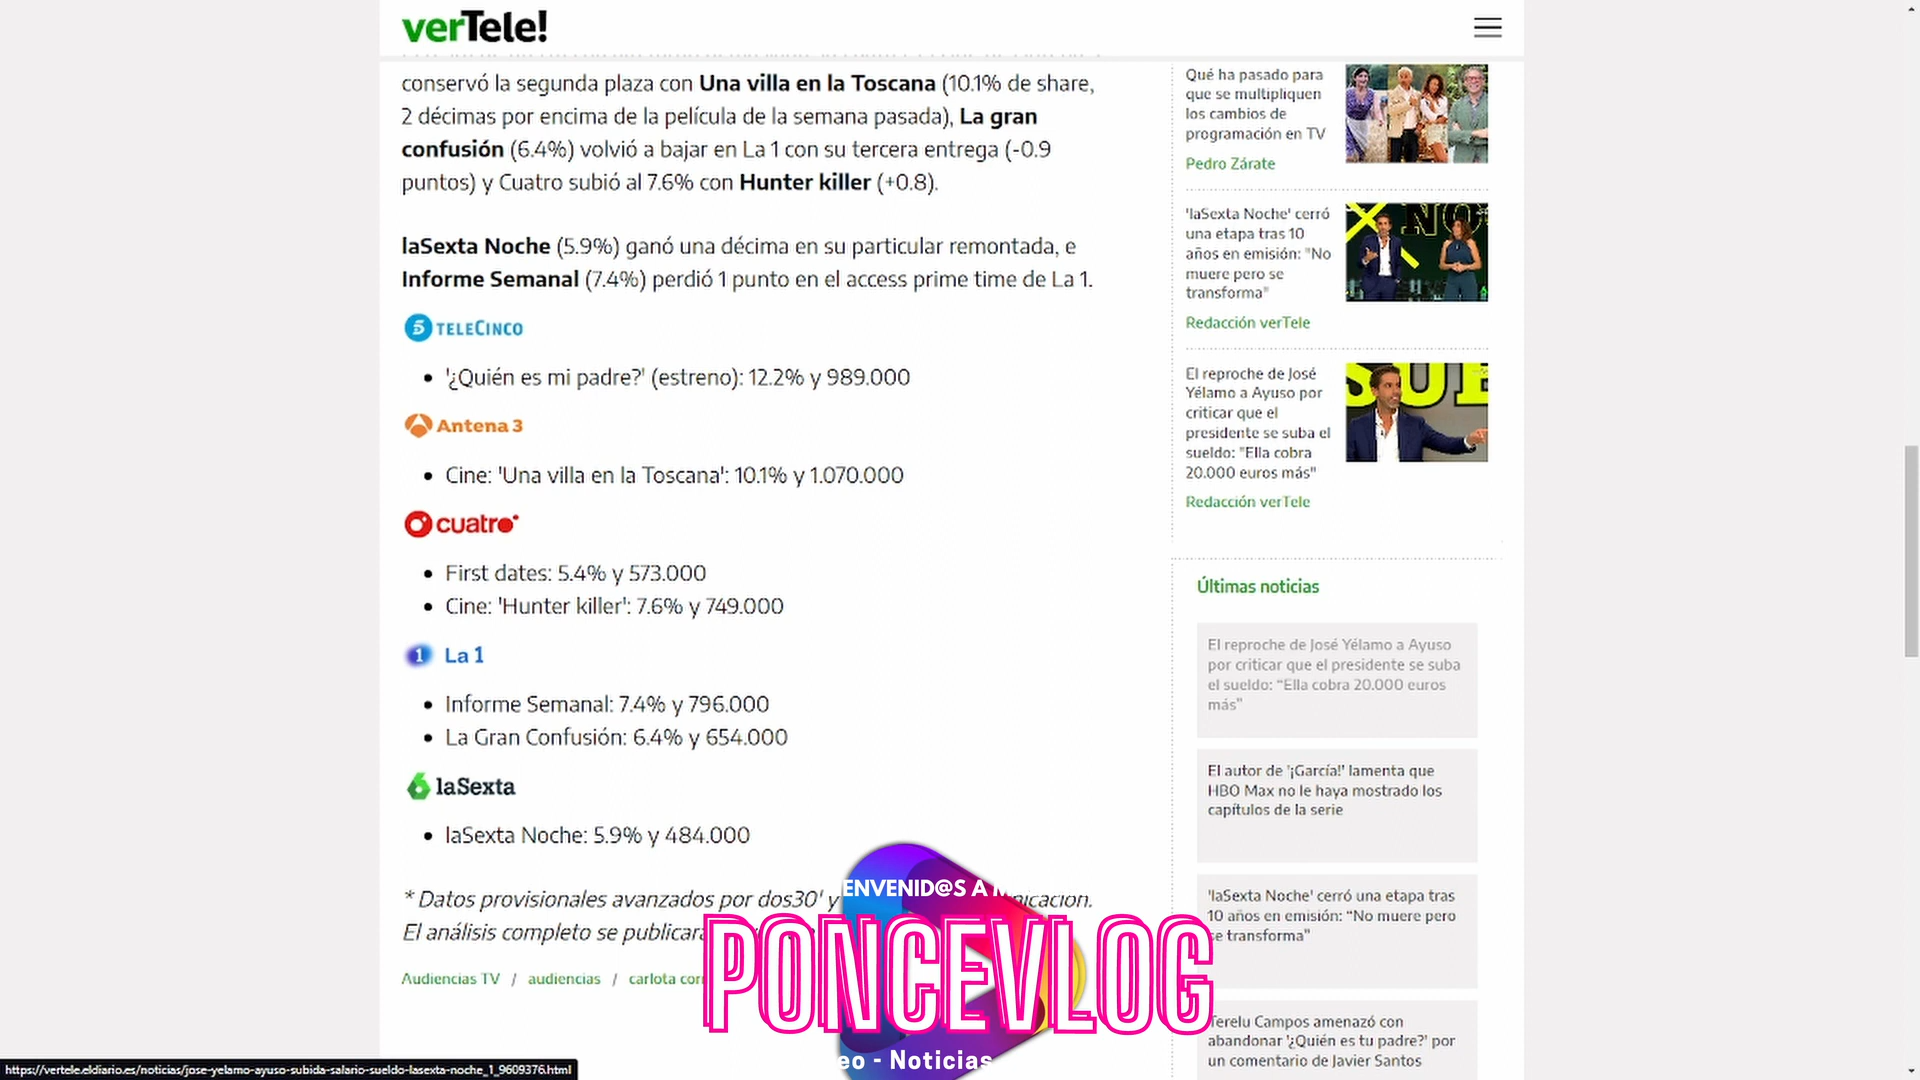 verTele!
conservó la segunda plaza con Una villa en la Toscana (10.1% de share,
2 décimas por encima de la película de la semana pasada), La gran
confusión (6.4%) volvió a bajar en La 1 con su tercera entrega (-0.9
puntos) y Cuatro subió al 7.6% con Hunter killer (+0.8).
laSexta Noche (5.9%) ganó una décima en su particular remontada, e
Informe Semanal (7.4%) perdió 1 punto en el access prime time de La 1.
5 TELECINCO
'¿Quién es mi padre?' (estreno): 12.2% y 989.000
Antena 3
Cine: 'Una villa en la Toscana': 10.1% y 1.070.000
cuatro
First dates: 5.4% y 573.000
Cine: 'Hunter killer': 7.6% y 749.000
1 La 1
Informe Semanal: 7.4% y 796.000
La Gran Confusión: 6.4% y 654.000
6 laSexta
laSexta Noche: 5.9% y 484.000
* Datos provisionales avanzados por dos30' y
El análisis completo se publicará
Audiencias TV / audiencias / carlota
Qué ha pasado para
que se multipliquen
los cambios de
programación en TV
Pedro Zárate
'laSexta Noche' cerró
una etapa tras 10
años en emisión: "No
muere pero se
transforma"
Redacción verTele
El reproche de José
Yélamo a Ayuso por
criticar que el
presidente se suba el
sueldo: "Ella cobra
20.000 euros más"
Redacción verTele
Últimas noticias
El reproche de José Yélamo a Ayuso
por criticar que el presidente se suba
el sueldo: “Ella cobra 20.000 euros
más”
El autor de '¡García!' lamenta que
HBO Max no le haya mostrado los
capítulos de la serie
'laSexta Noche' cerró una etapa tras
10 años en emisión: “No muere pero
se transforma”
Terelu Campos amenazó con
abandonar '¿Quién es tu padre?' por
un comentario de Javier Santos
ENVENID@S A
PONCEVLOG
eo - Noticias
https://vertele.eldiario.es/noticias/jose-yelamo-ayuso-subida-salario-sueldo-lasexta-noche_1_9609376.html